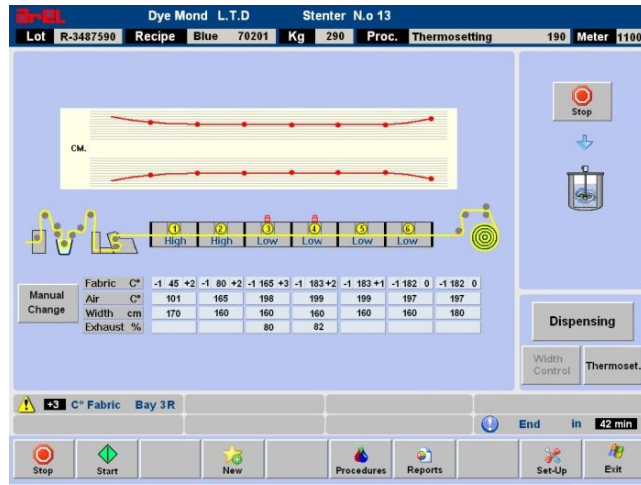 Arel Dye Mond L.T.D Stenter N.o 13
Lot R-3487590 Recipe Blue 70201 Kg 290 Proc. Thermosetting 190 Meter 1100
Stop
CM.
1 2 3 4 5 6
High High Low Low Low Low
Fabric C° -1 45 +2 -1 80 +2 -1 165 +3 -1 183 +2 -1 183 +1 -1 182 0 -1 182 0
Manual Change
Air C° 101 165 198 199 199 197 197
Width cm 170 160 160 160 160 160 180
Exhaust % 80 82
Dispensing
Width Control
Thermoset.
+3 C° Fabric Bay 3R
End in 42 min
Stop Start New Procedures Reports Set-Up Exit